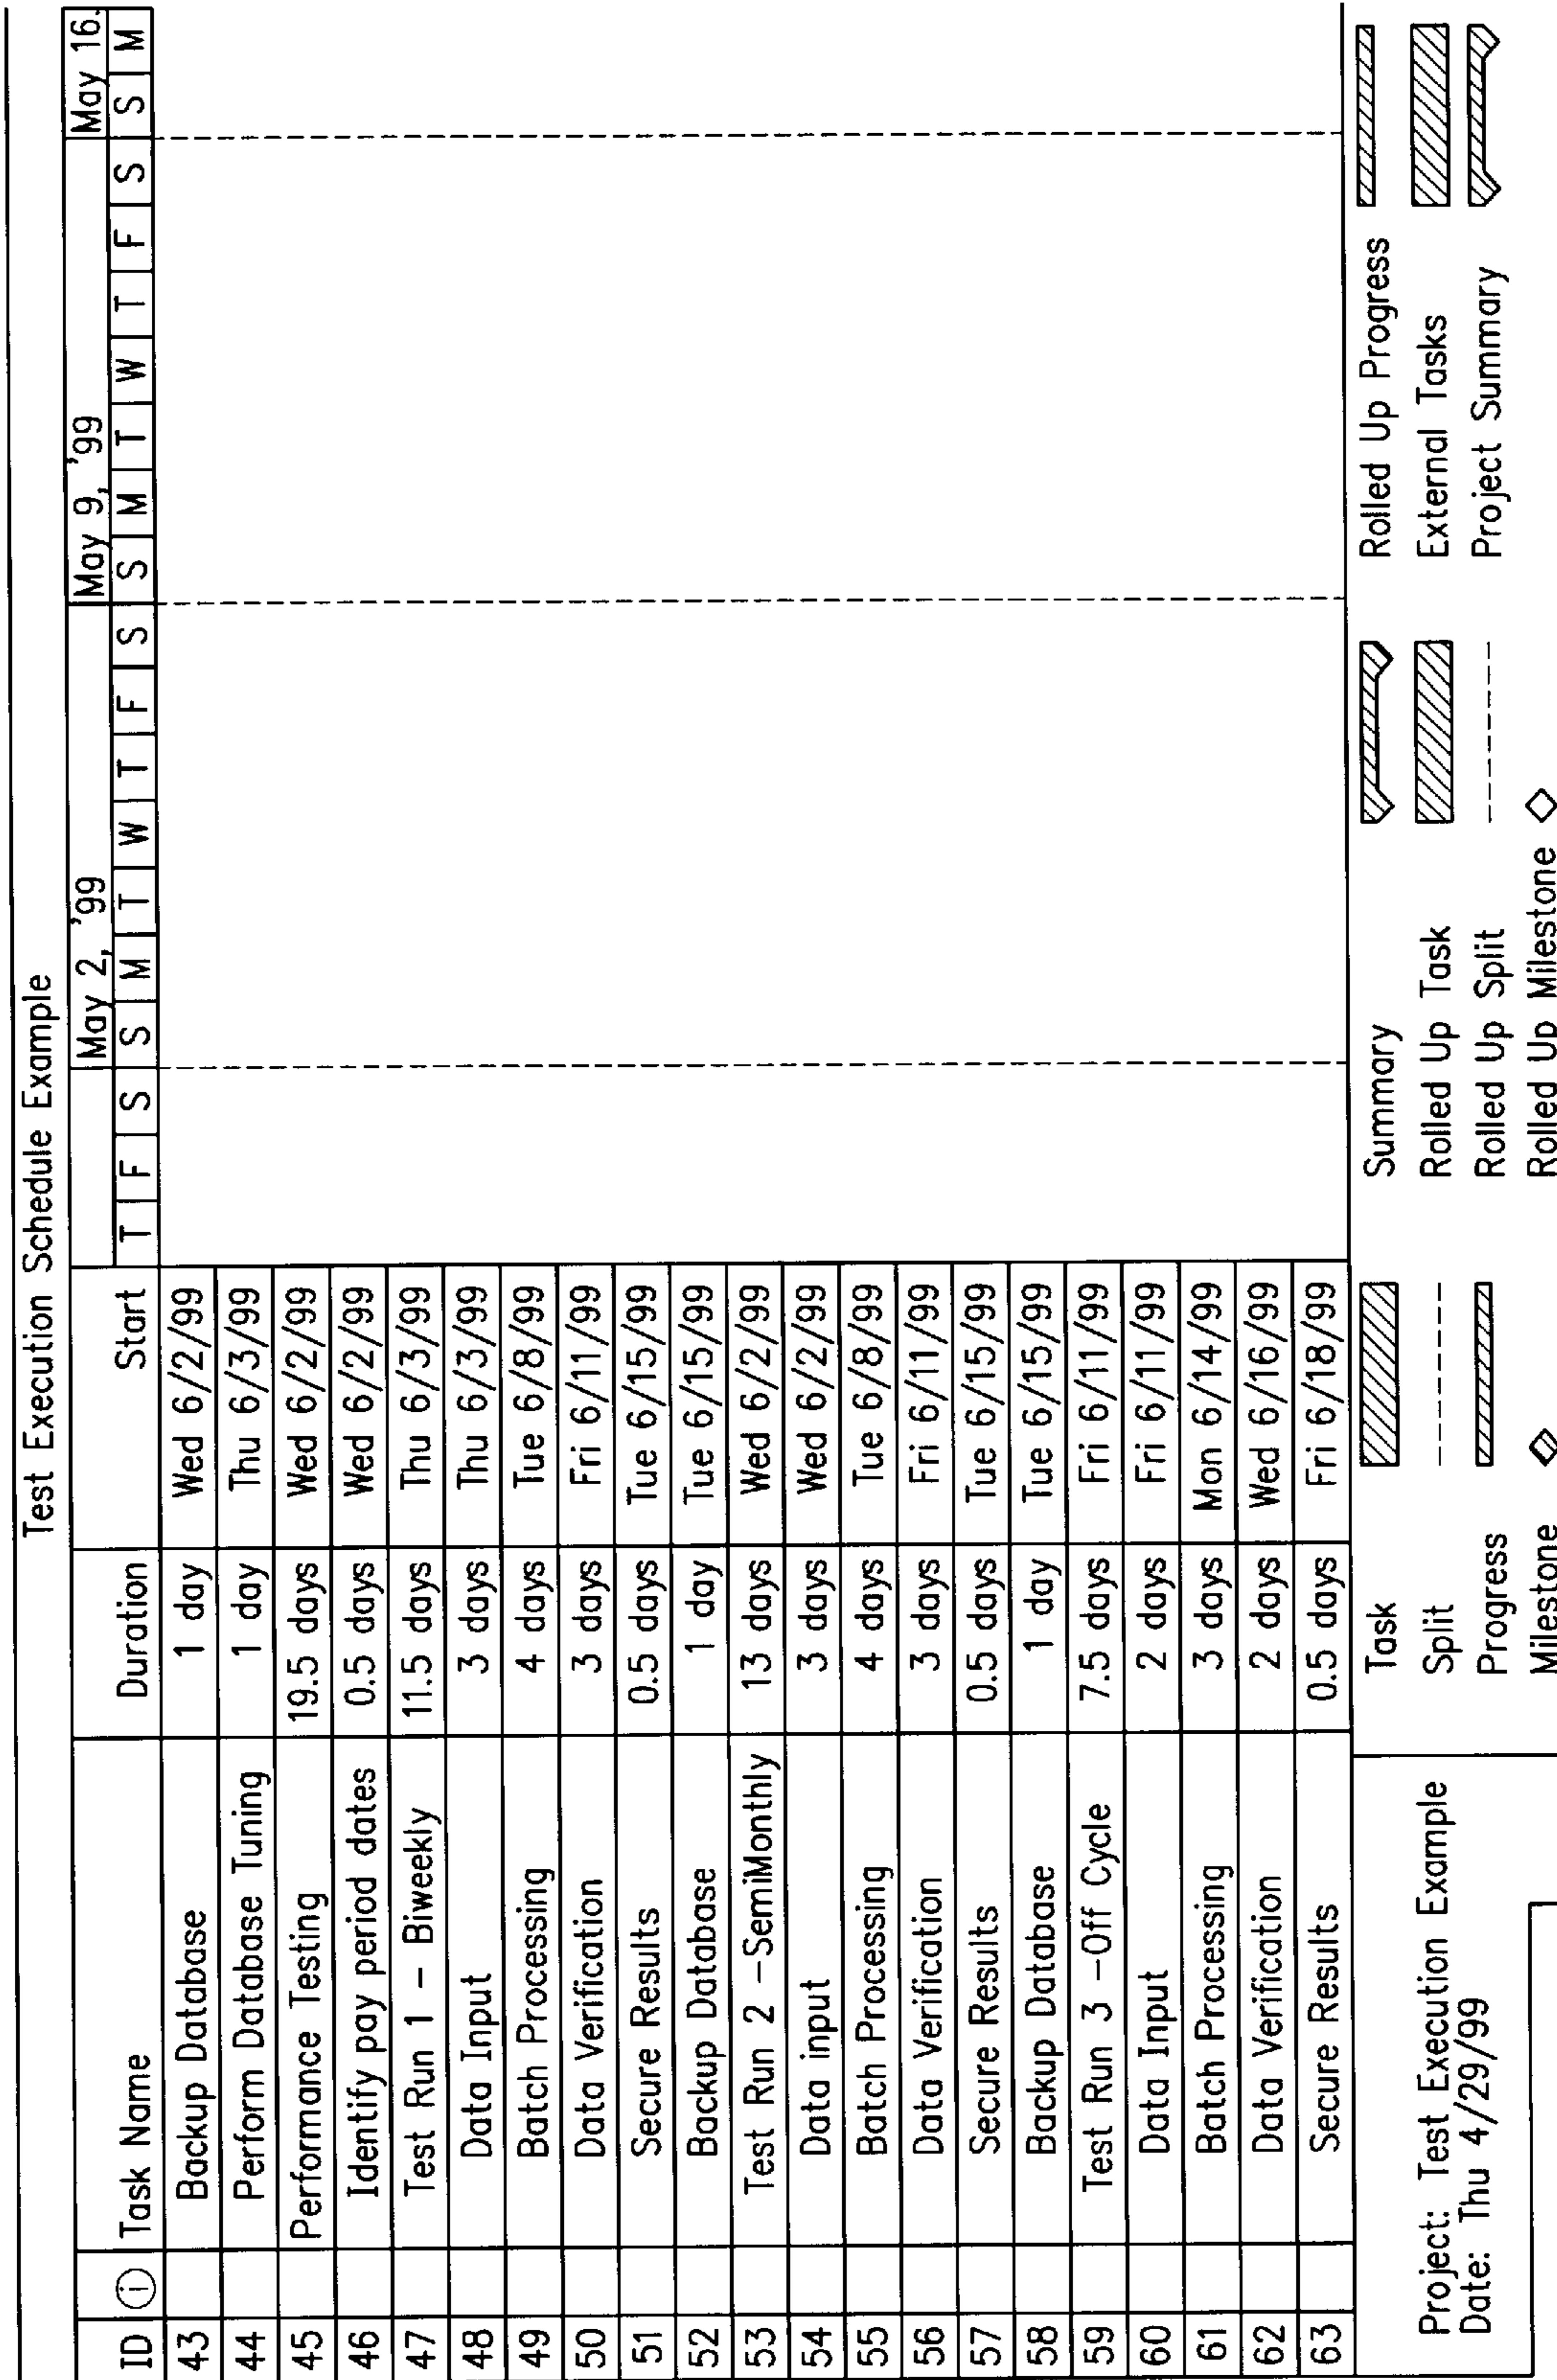 Test Execution Schedule Example
May 2, '99 May 9, '99 May 16,
ID i Task Name Duration Start T F S S M T W T F S S M T W T F S S M
43 Backup Database 1 day Wed 6/2/99
44 Perform Database Tuning 1 day Thu 6/3/99
45 Performance Testing 19.5 days Wed 6/2/99
46 Identify pay period dates 0.5 days Wed 6/2/99
47 Test Run 1 - Biweekly 11.5 days Thu 6/3/99
48 Data Input 3 days Thu 6/3/99
49 Batch Processing 4 days Tue 6/8/99
50 Data Verification 3 days Fri 6/11/99
51 Secure Results 0.5 days Tue 6/15/99
52 Backup Database 1 day Tue 6/15/99
53 Test Run 2 -SemiMonthly 13 days Wed 6/2/99
54 Data input 3 days Wed 6/2/99
55 Batch Processing 4 days Tue 6/8/99
56 Data Verification 3 days Fri 6/11/99
57 Secure Results 0.5 days Tue 6/15/99
58 Backup Database 1 day Tue 6/15/99
59 Test Run 3 -Off Cycle 7.5 days Fri 6/11/99
60 Data Input 2 days Fri 6/11/99
61 Batch Processing 3 days Mon 6/14/99
62 Data Verification 2 days Wed 6/16/99
63 Secure Results 0.5 days Fri 6/18/99
Project: Test Execution Example
Date: Thu 4/29/99
Task Summary Rolled Up Progress
Split Rolled Up Task External Tasks
Progress Rolled Up Split Project Summary
Milestone Rolled Up Milestone